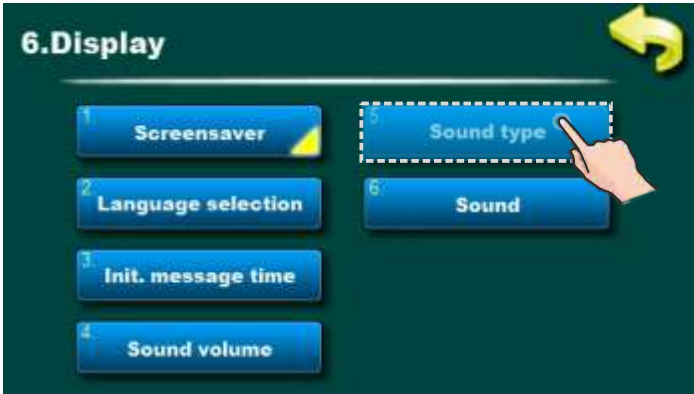 6.Display
1.
Screensaver
2.
Language selection
3.
Init. message time
4.
Sound volume
5.
Sound type
6.
Sound